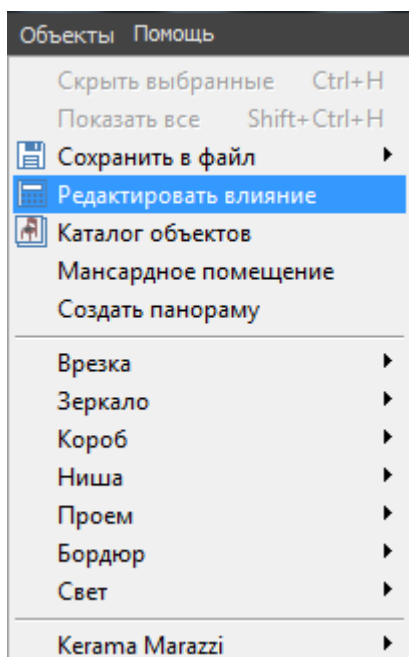 Объекты Помощь
Скрыть выбранные Ctrl+H
Показать все Shift+Ctrl+H
Сохранить в файл
Редактировать влияние
Каталог объектов
Мансардное помещение
Создать панораму
Врезка
Зеркало
Короб
Ниша
Проем
Бордюр
Свет
Kerama Marazzi